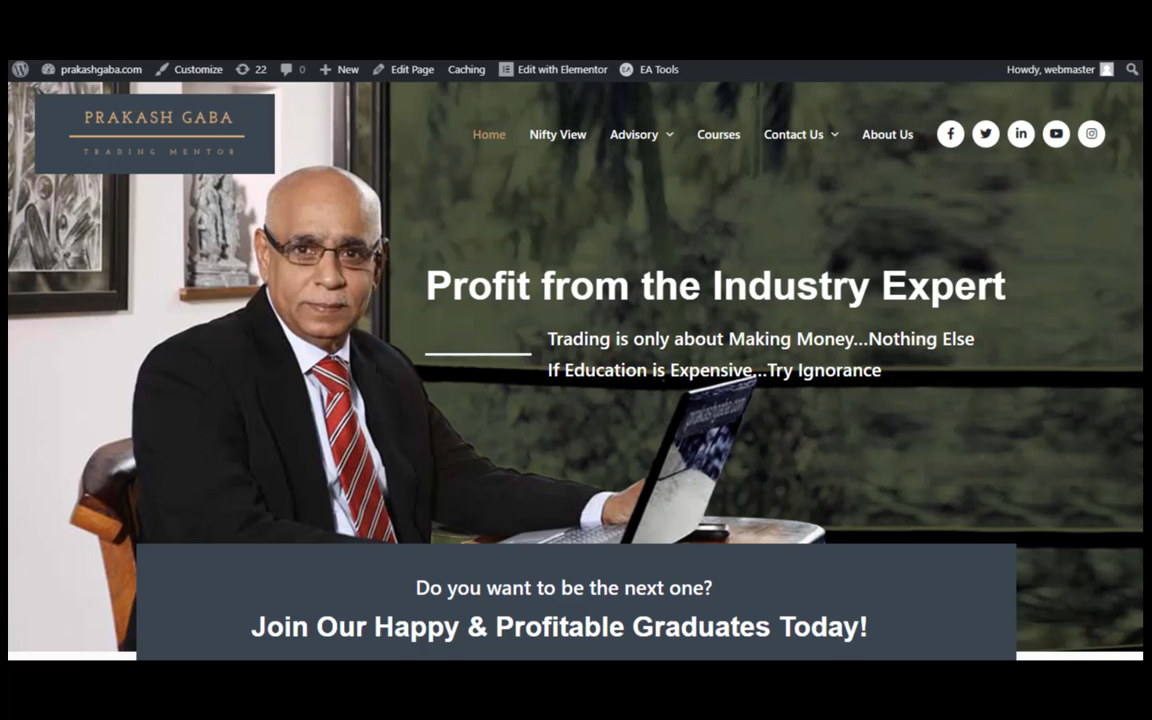 prakashgaba.com Customize 22 0 New Edit Page Caching Edit with Elementor EA Tools Howdy, webmaster
PRAKASH GABA
TRADING MENTOR
Home Nifty View Advisory Courses Contact Us About Us
Profit from the Industry Expert
Trading is only about Making Money...Nothing Else
If Education is Expensive...Try Ignorance
prakashgaba.com
Do you want to be the next one?
Join Our Happy & Profitable Graduates Today!